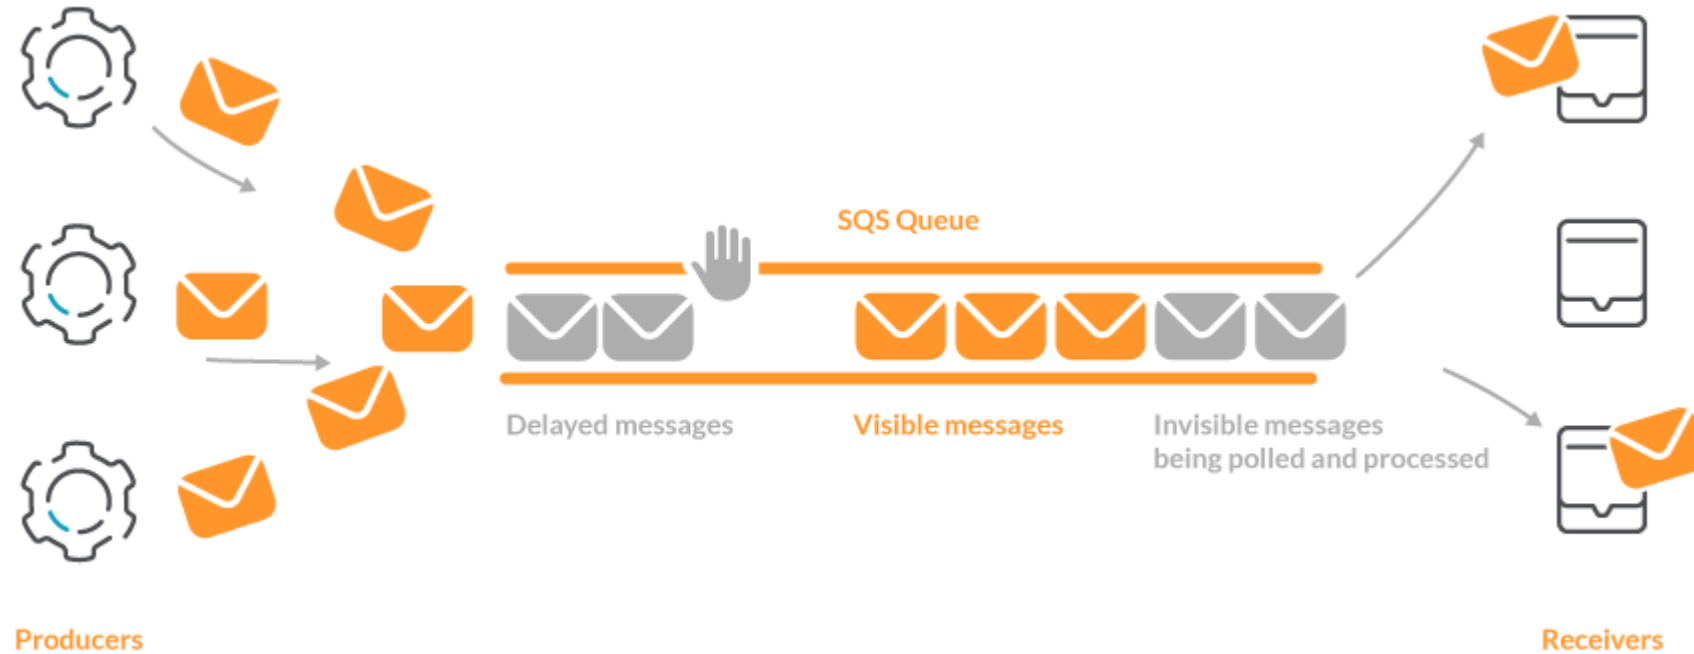 SQS Queue
Delayed messages
Visible messages
Invisible messages
being polled and processed
Producers
Receivers